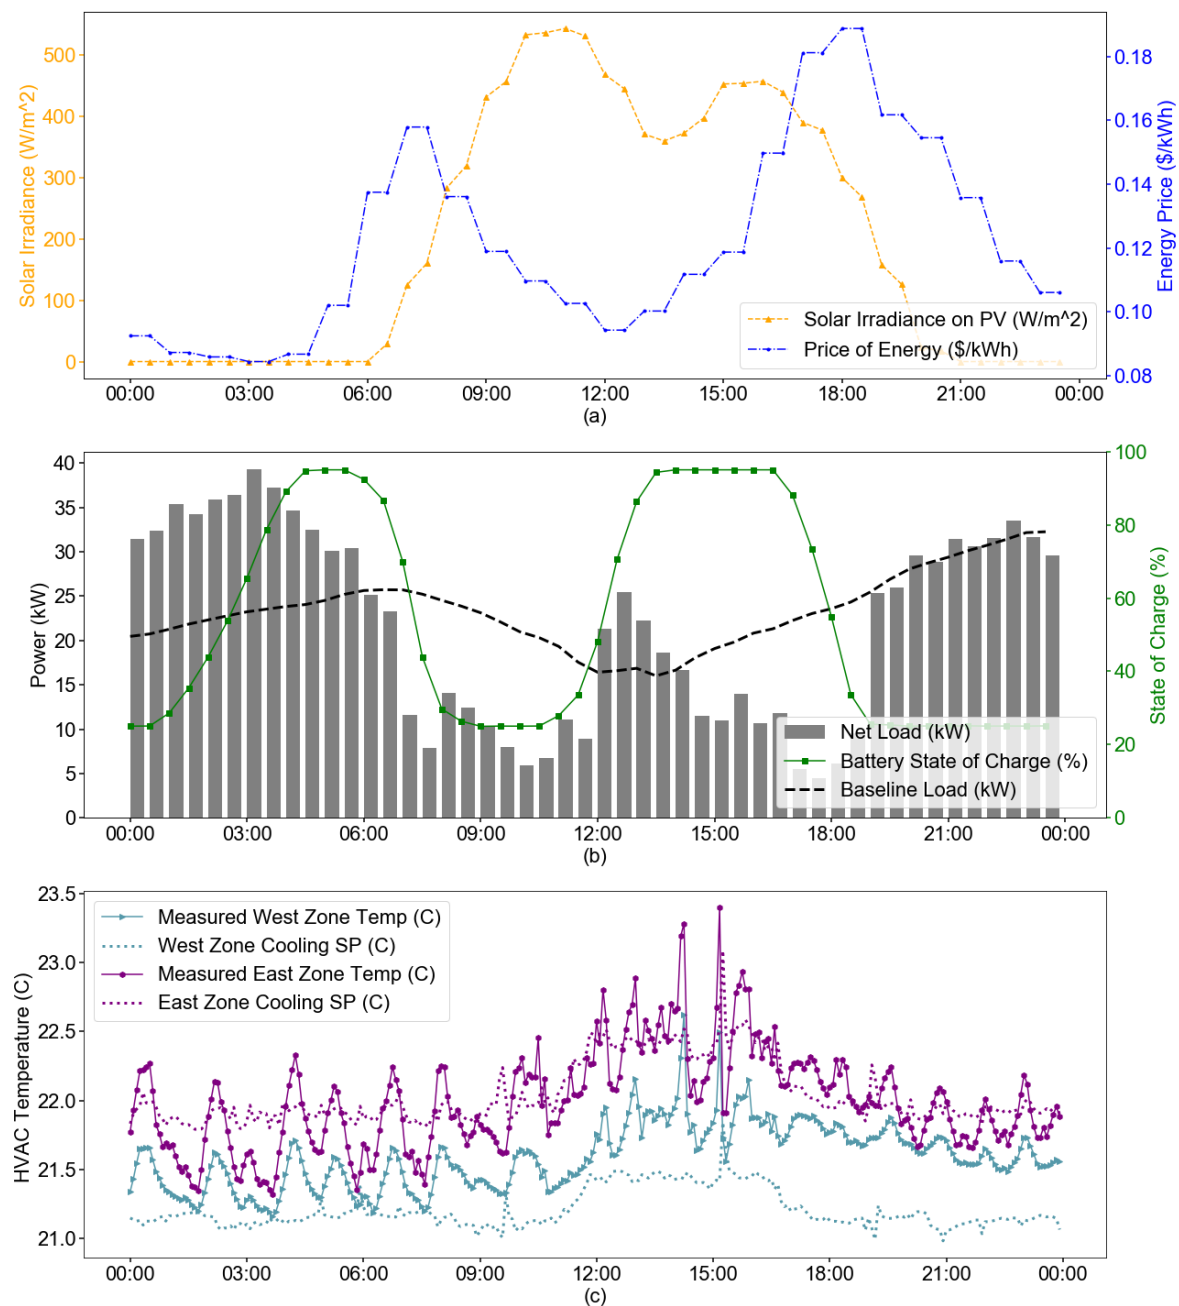 500
400
300
200
100
0
Solar Irradiance (W/m^2)
0.18
0.16
0.14
0.12
0.10
0.08
Energy Price ($/kWh)
Solar Irradiance on PV (W/m^2)
Price of Energy ($/kWh)
00:00 03:00 06:00 09:00 12:00 15:00 18:00 21:00 00:00
(a)
40
35
30
25
20
15
10
5
0
Power (kW)
100
80
60
40
20
0
State of Charge (%)
Net Load (kW)
Battery State of Charge (%)
Baseline Load (kW)
00:00 03:00 06:00 09:00 12:00 15:00 18:00 21:00 00:00
(b)
23.5
23.0
22.5
22.0
21.5
21.0
HVAC Temperature (C)
Measured West Zone Temp (C)
West Zone Cooling SP (C)
Measured East Zone Temp (C)
East Zone Cooling SP (C)
00:00 03:00 06:00 09:00 12:00 15:00 18:00 21:00 00:00
(c)